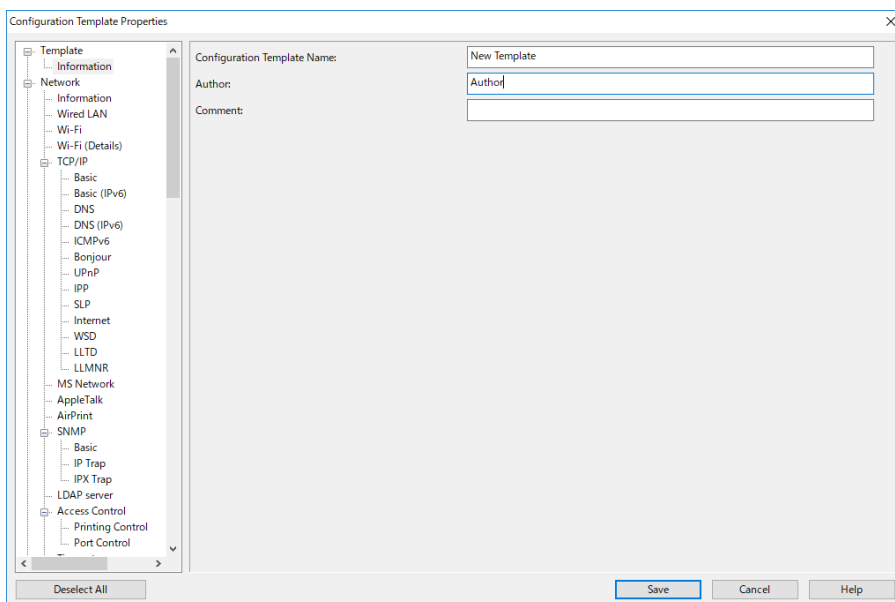 Configuration Template Properties
Template
Information
Network
Information
Wired LAN
Wi-Fi
Wi-Fi (Details)
TCP/IP
Basic
Basic (IPv6)
DNS
DNS (IPv6)
ICMPv6
Bonjour
UPnP
IPP
SLP
Internet
WSD
LLTD
LLMNR
MS Network
AppleTalk
AirPrint
SNMP
Basic
IP Trap
IPX Trap
LDAP server
Access Control
Printing Control
Port Control
Configuration Template Name: New Template
Author: Author
Comment:
Deselect All Save Cancel Help